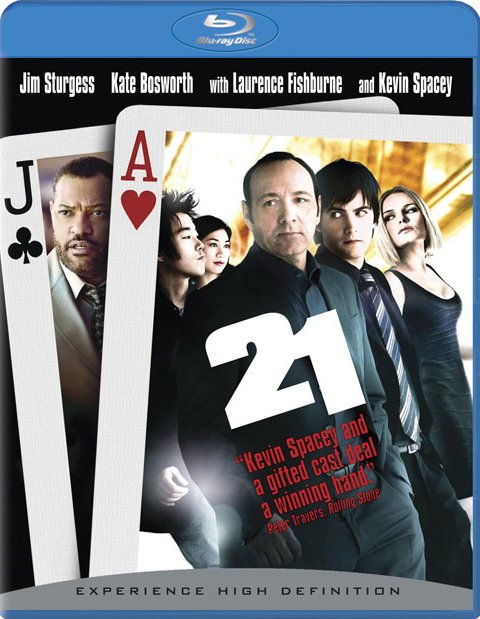 Blu-ray Disc
Jim Sturgess Kate Bosworth with Laurence Fishburne and Kevin Spacey
J
A
21
"Kevin Spacey and
a gifted cast deal
a winning hand."
Peter Travers, Rolling Stone
EXPERIENCE HIGH DEFINITION